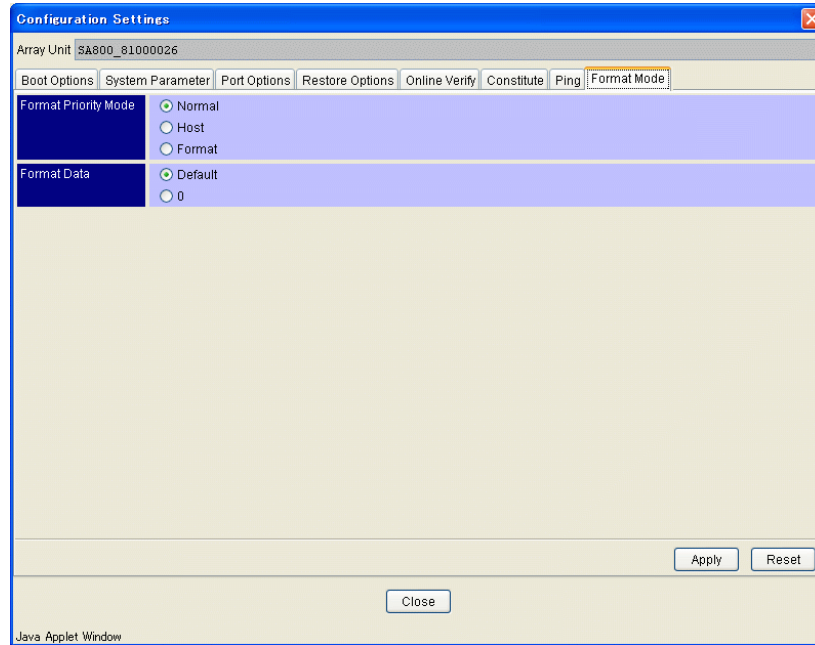 Configuration Settings
Array Unit SA800_81000026
Boot Options System Parameter Port Options Restore Options Online Verify Constitute Ping Format Mode
Format Priority Mode Normal
Host
Format
Format Data Default
0
Apply Reset
Close
Java Applet Window